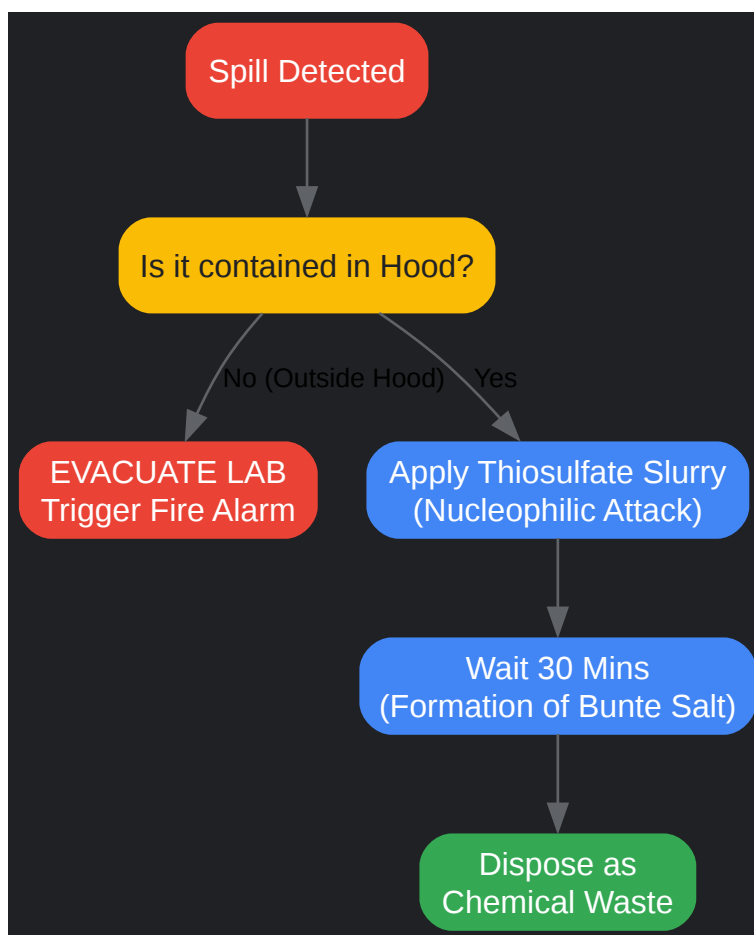 Spill Detected
Is it contained in Hood?
No (Outside Hood)
Yes
EVACUATE LAB
Trigger Fire Alarm
Apply Thiosulfate Slurry
(Nucleophilic Attack)
Wait 30 Mins
(Formation of Bunte Salt)
Dispose as
Chemical Waste